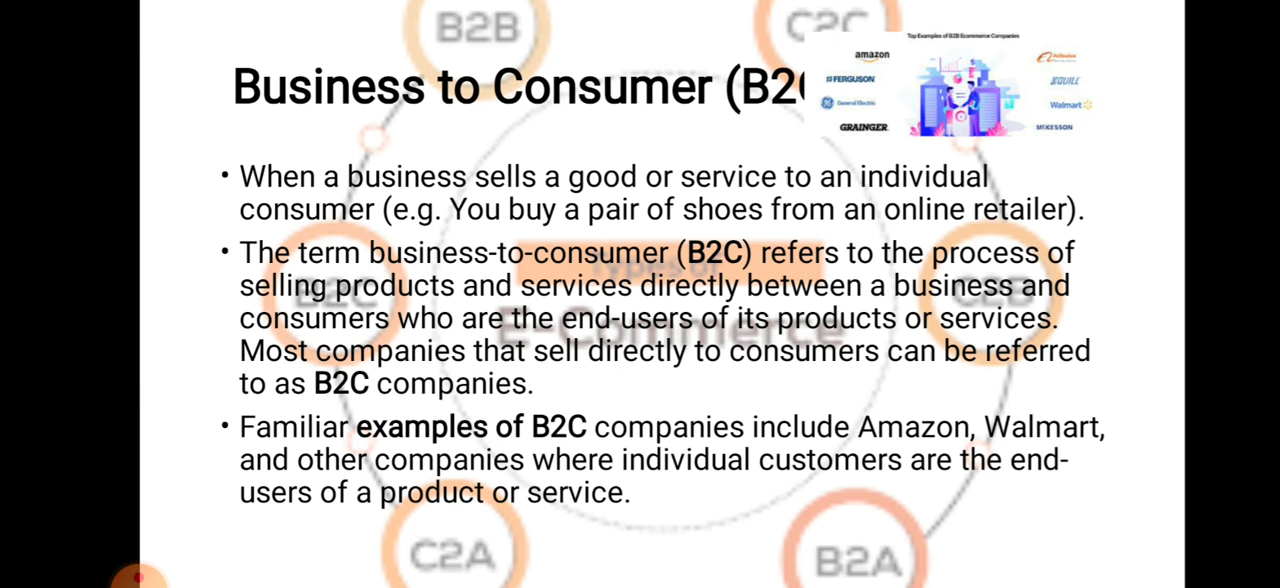 B2B
C2C
Top Examples of B2B Ecommerce Companies
amazon
Alibaba
Business to Consumer (B2C
FERGUSON
General Electric
Walmart
GRAINGER
MCKESSON
• When a business sells a good or service to an individual
consumer (e.g. You buy a pair of shoes from an online retailer).
• The term business-to-consumer (B2C) refers to the process of
selling products and services directly between a business and
consumers who are the end-users of its products or services.
Most companies that sell directly to consumers can be referred
to as B2C companies.
• Familiar examples of B2C companies include Amazon, Walmart,
and other companies where individual customers are the end-
users of a product or service.
Types of
E-Commerce
B2C
C2B
C2A
B2A